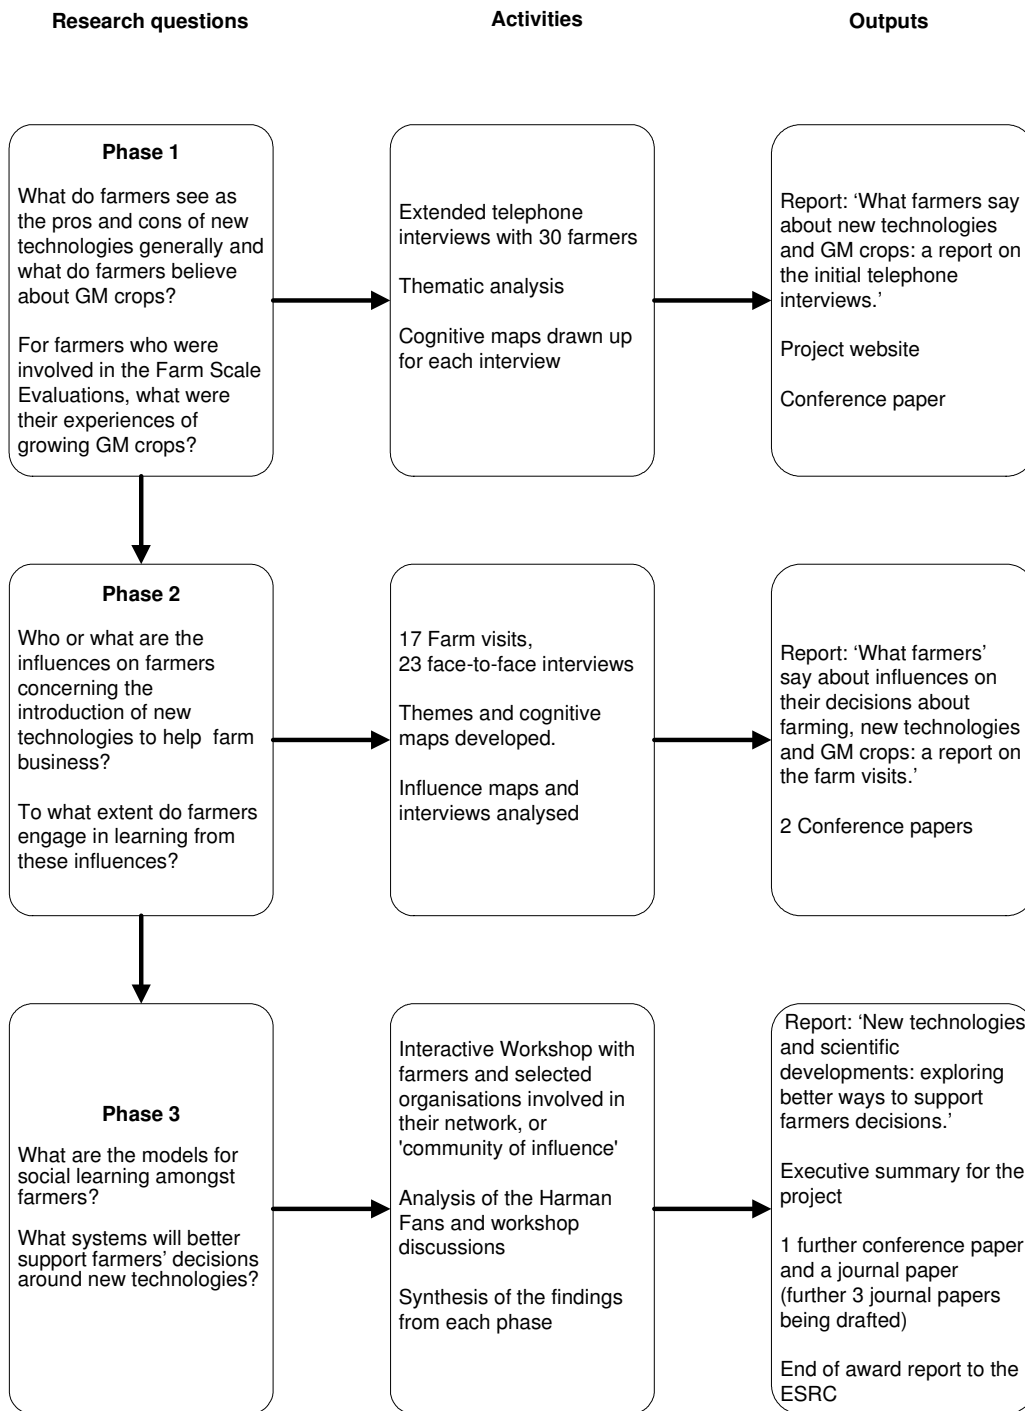 Research questions
Activities
Outputs
Phase 1
What do farmers see as
the pros and cons of new
technologies generally and
what do farmers believe
about GM crops?
For farmers who were
involved in the Farm Scale
Evaluations, what were
their experiences of
growing GM crops?
Extended telephone
interviews with 30 farmers
Thematic analysis
Cognitive maps drawn up
for each interview
Report: ‘What farmers say
about new technologies
and GM crops: a report on
the initial telephone
interviews.’
Project website
Conference paper
Phase 2
Who or what are the
influences on farmers
concerning the
introduction of new
technologies to help farm
business?
To what extent do farmers
engage in learning from
these influences?
17 Farm visits,
23 face-to-face interviews
Themes and cognitive
maps developed.
Influence maps and
interviews analysed
Report: ‘What farmers’
say about influences on
their decisions about
farming, new technologies
and GM crops: a report on
the farm visits.’
2 Conference papers
Phase 3
What are the models for
social learning amongst
farmers?
What systems will better
support farmers’ decisions
around new technologies?
Interactive Workshop with
farmers and selected
organisations involved in
their network, or
'community of influence'
Analysis of the Harman
Fans and workshop
discussions
Synthesis of the findings
from each phase
Report: ‘New technologies
and scientific
developments: exploring
better ways to support
farmers decisions.’
Executive summary for the
project
1 further conference paper
and a journal paper
(further 3 journal papers
being drafted)
End of award report to the
ESRC